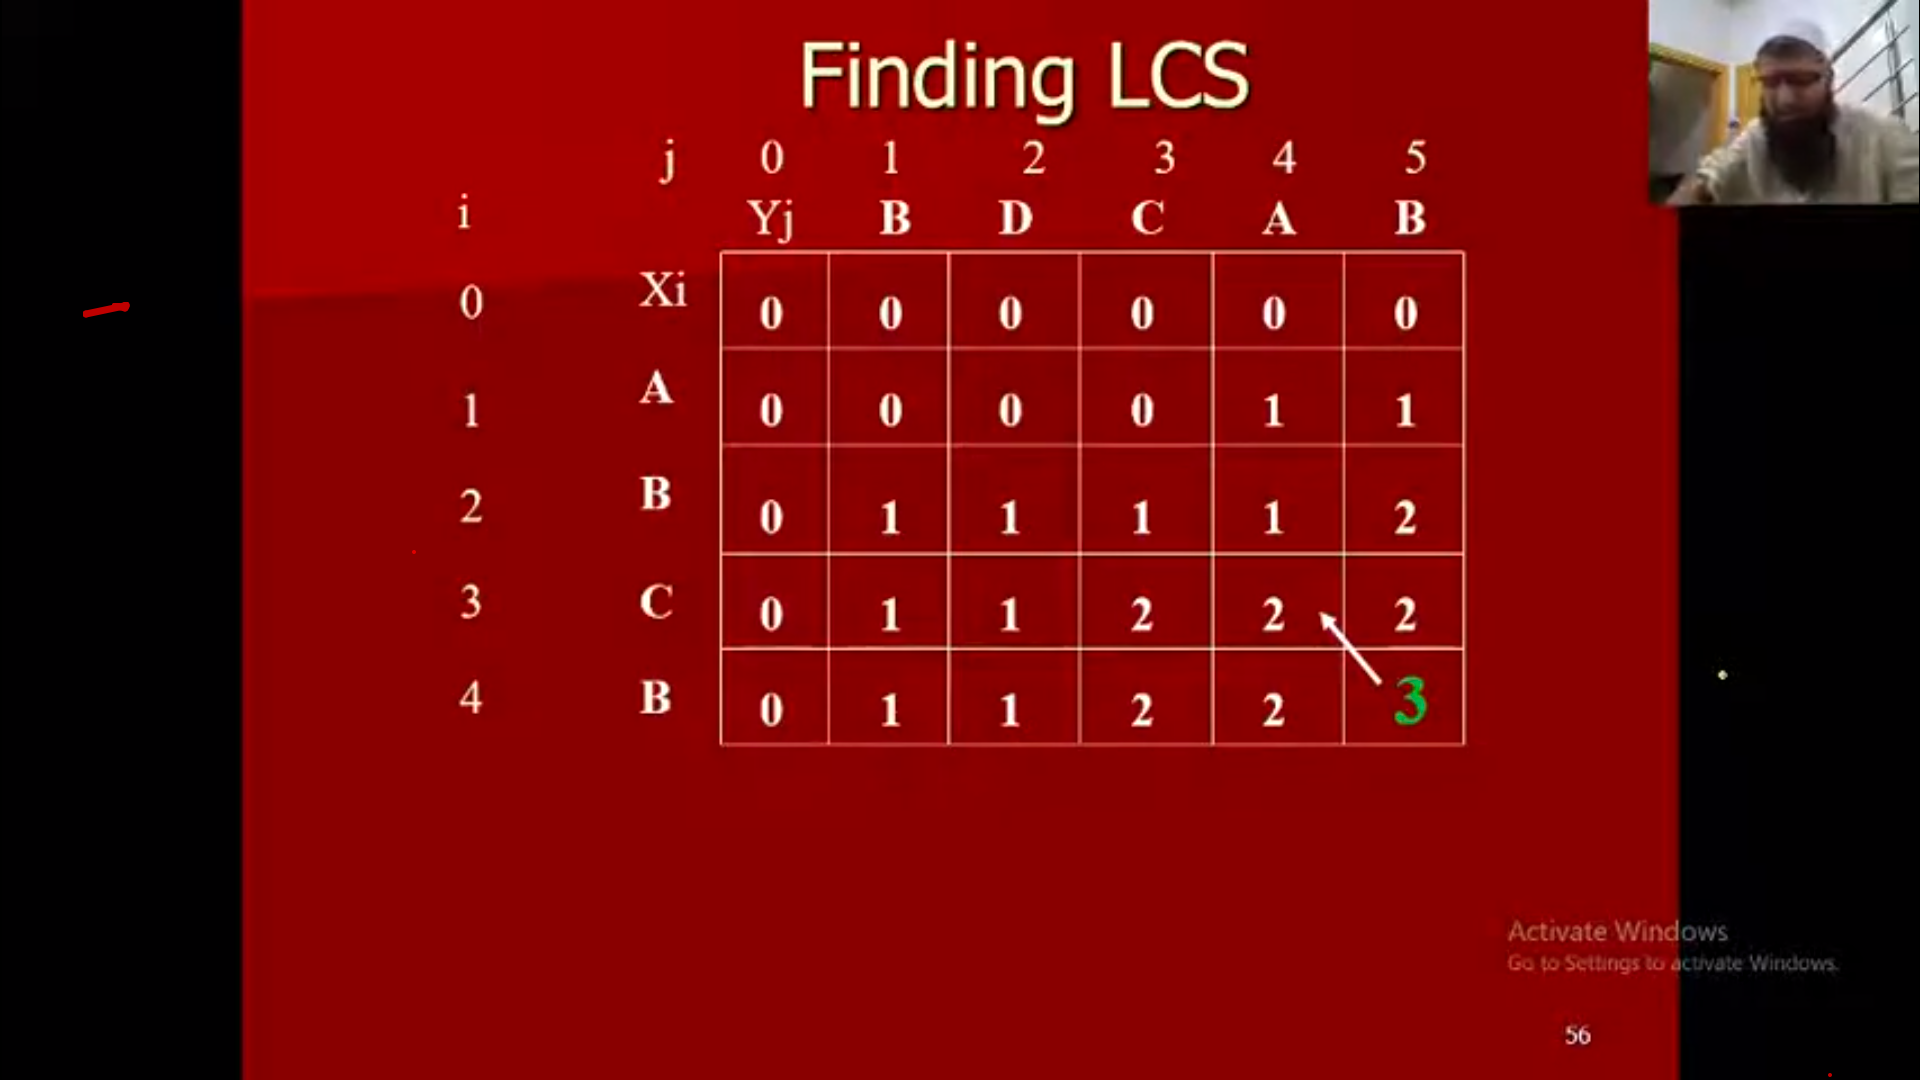 Finding LCS
j 0 1 2 3 4 5
i Yj B D C A B
0 Xi 0 0 0 0 0 0
1 A 0 0 0 0 1 1
2 B 0 1 1 1 1 2
3 C 0 1 1 2 2 2
4 B 0 1 1 2 2 3
Activate Windows
Go to Settings to activate Windows.
56